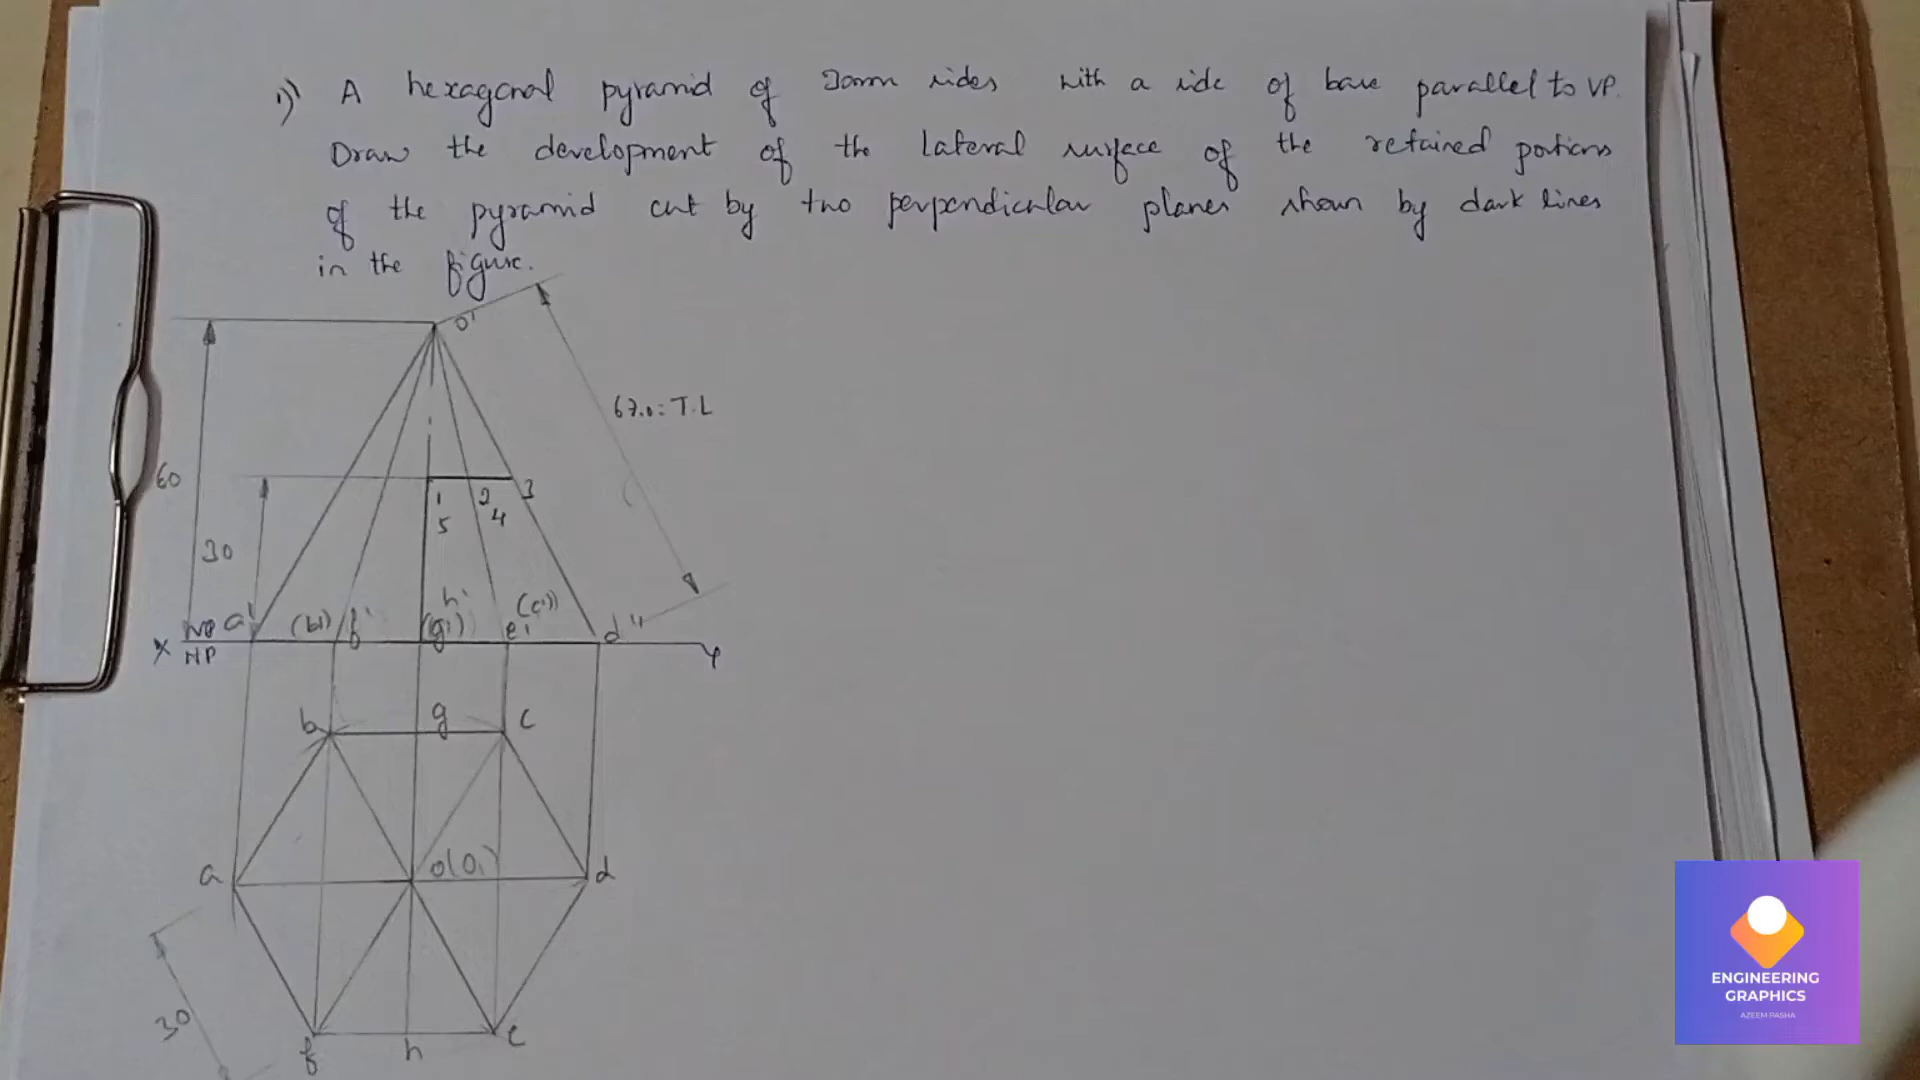 1) A hexagonal pyramid of 30mm sides with a side of base parallel to VP.
Draw the development of the lateral surface of the retained portions
of the pyramid cut by two perpendicular planes shown by dark lines
in the figure.
o'
67.0 = T.L
60
1 2 3
5 4
30
a' (b') f' h' (g') e' (c') d'
X VP HP Y
b g c
a o(o1) d
30
f h e
ENGINEERING
GRAPHICS
AZEEM PASHA